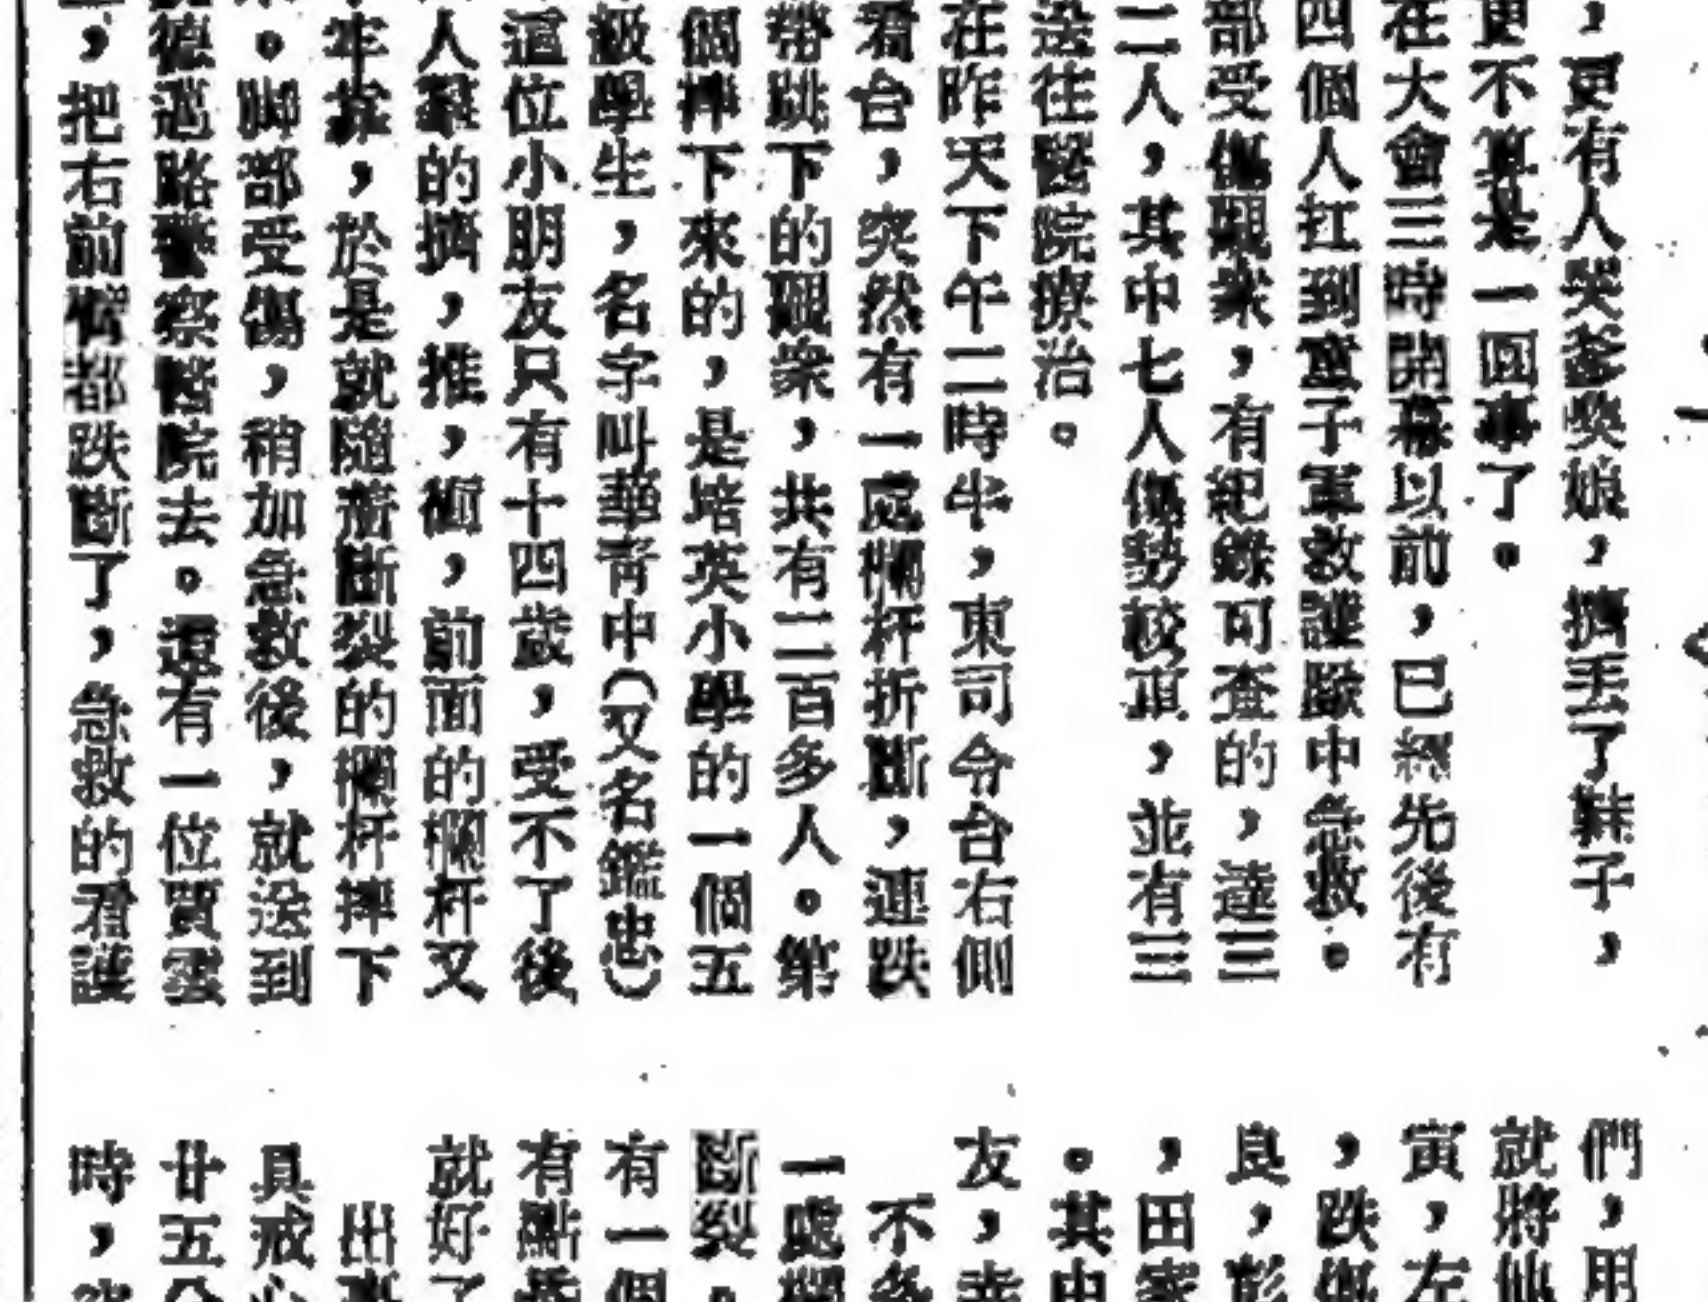 ，更有人哭爹喚娘，擠丟了鞋子，
更不算是一回事了。
在大會三時開幕以前，已經先後有
四個人扛到童子軍救護隊中急救。
部受傷觀衆，有紀錄可查的，達三
二人，其中七人傷勢較重，並有三
送往醫院療治。
在昨天下午二時半，東司令台右側
看台，突然有一處欄杆折斷，連跌
帶跳下的觀衆，共有二百多人。第
個摔下來的，是培英小學的一個五
級學生，名字叫華青中（又名鑑忠）
這位小朋友只有十四歲，受不了後
人羣的擠，推，衝，前面的欄杆又
牢靠，於是就隨着斷裂的欄杆摔下
。脚部受傷，稍加急救後，就送到
德邁路警察醫院去。還有一位賈雲
，把右前臂都跌斷了，急救的看護
們，用
就將他
寅，左
，跌傷
良，彭
，田家
。其中
友，幸
不多
一處欄
斷裂。
有一個
有點
就好了
出事
具戒心
廿五分
時，突